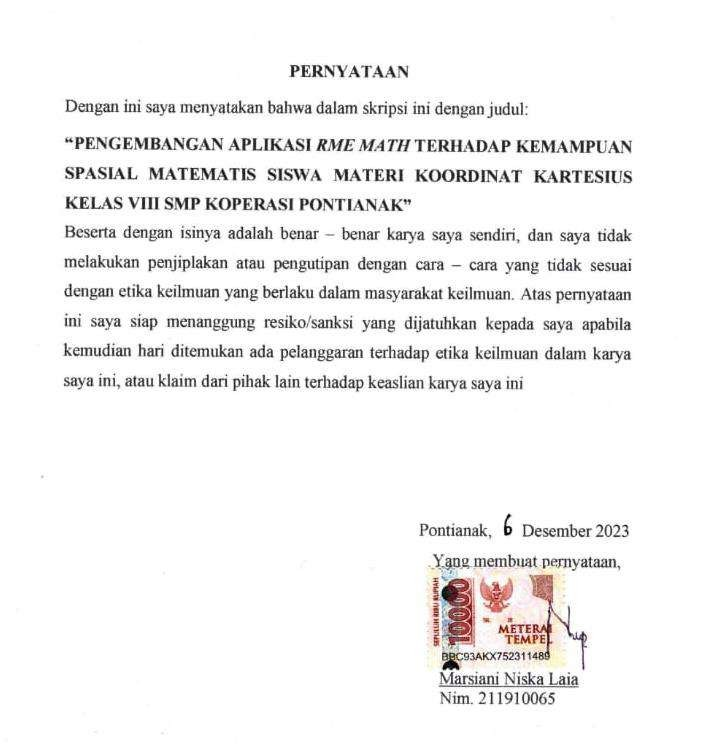 PERNYATAAN
Dengan ini saya menyatakan bahwa dalam skripsi ini dengan judul:
“PENGEMBANGAN APLIKASI RME MATH TERHADAP KEMAMPUAN
SPASIAL MATEMATIS SISWA MATERI KOORDINAT KARTESIUS
KELAS VIII SMP KOPERASI PONTIANAK”
Beserta dengan isinya adalah benar – benar karya saya sendiri, dan saya tidak
melakukan penjiplakan atau pengutipan dengan cara – cara yang tidak sesuai
dengan etika keilmuan yang berlaku dalam masyarakat keilmuan. Atas pernyataan
ini saya siap menanggung resiko/sanksi yang dijatuhkan kepada saya apabila
kemudian hari ditemukan ada pelanggaran terhadap etika keilmuan dalam karya
saya ini, atau klaim dari pihak lain terhadap keaslian karya saya ini
Pontianak, 6 Desember 2023
Yang membuat pernyataan,
SEPULUH RIBU RUPIAH
10000
METERAI
TEMPEL
BBC93AKX752311489
Marsiani Niska Laia
Nim. 211910065